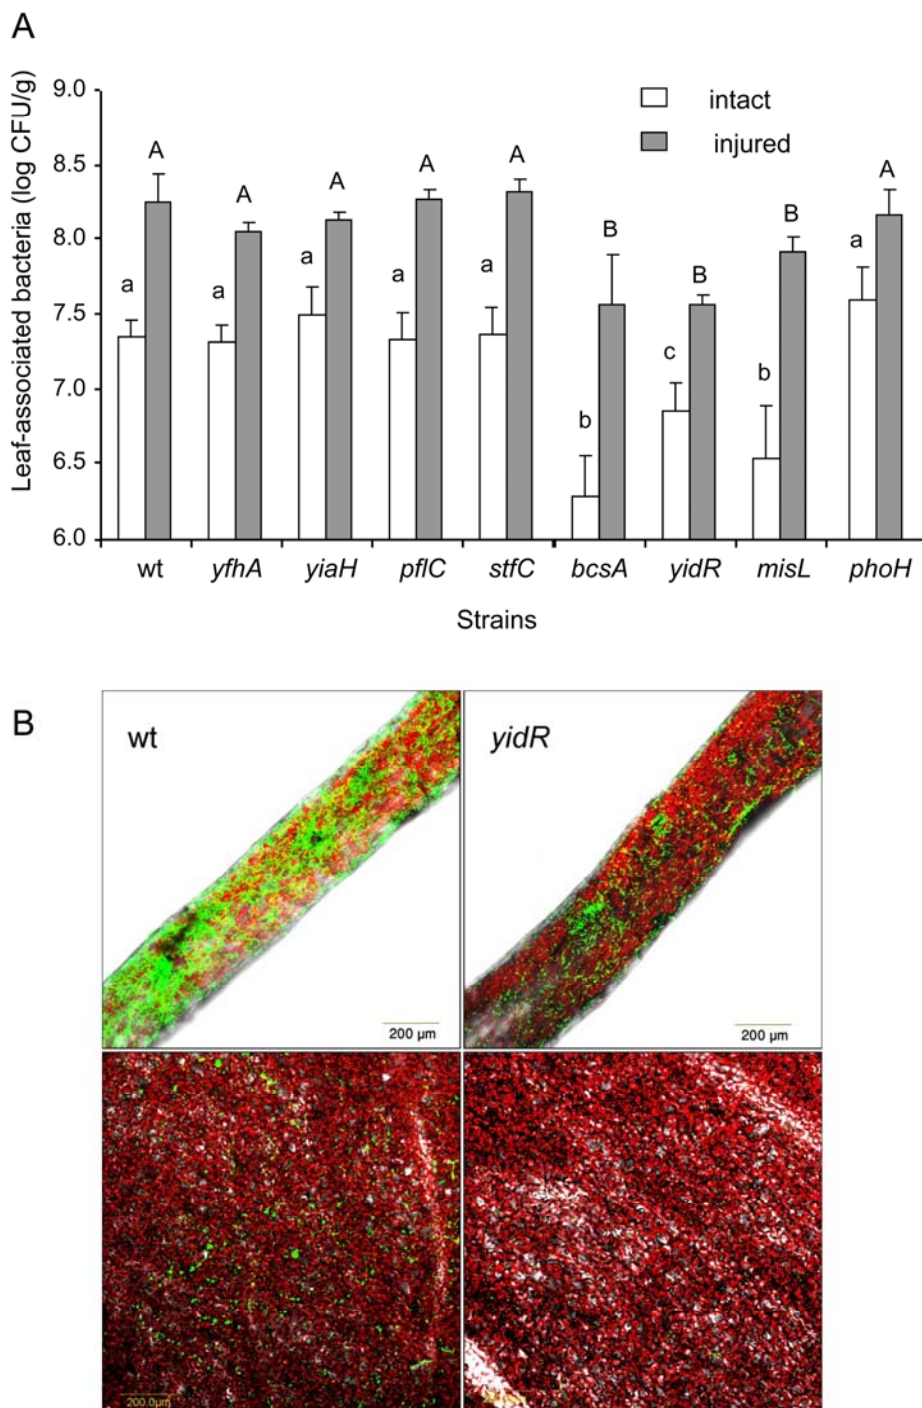 A
Leaf-associated bacteria (log CFU/g)
9.0
8.5
8.0
7.5
7.0
6.5
6.0
intact
injured
a A
a A
a A
a A
a A
b B
c B
b B
a A
wt yfhA yiaH pflC stfC bcsA yidR misL phoH
Strains
B
wt
200 µm
yidR
200 µm
200.0µm